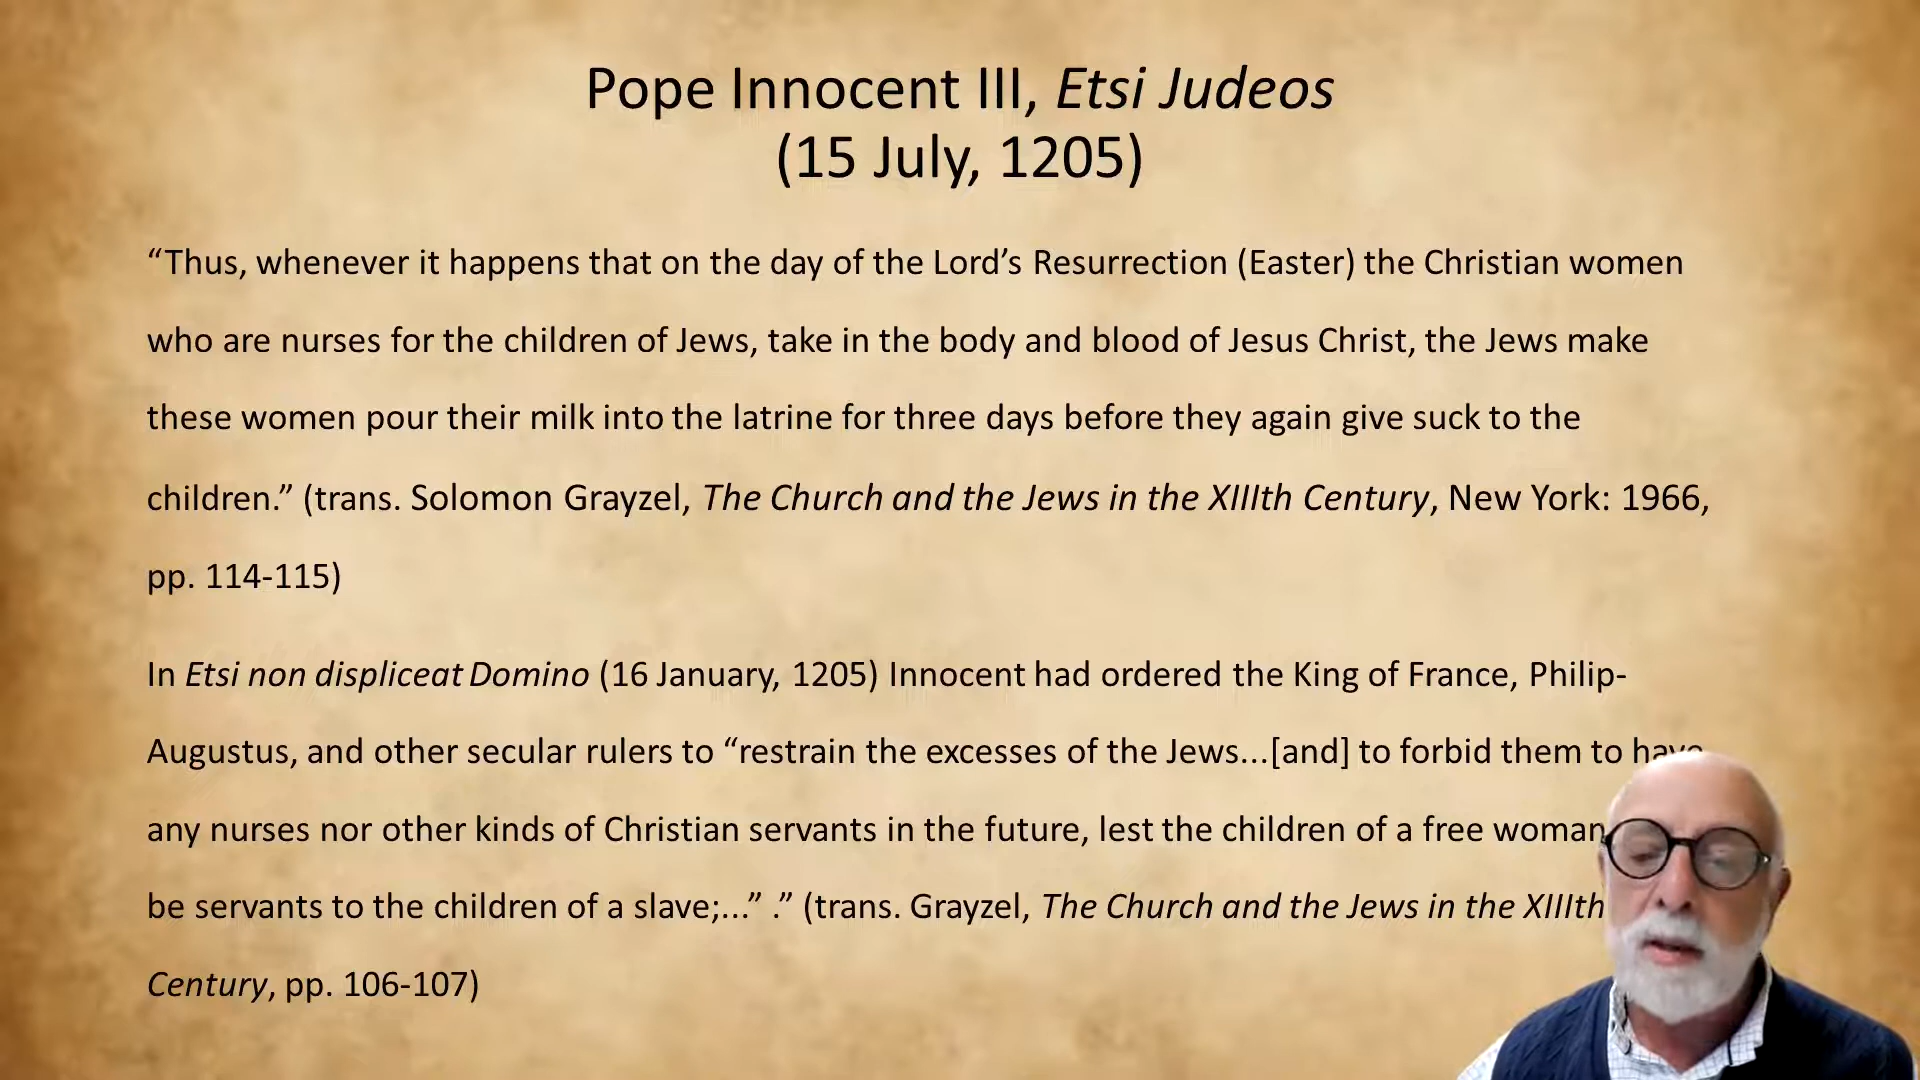 Pope Innocent III, Etsi Judeos
(15 July, 1205)
“Thus, whenever it happens that on the day of the Lord’s Resurrection (Easter) the Christian women
who are nurses for the children of Jews, take in the body and blood of Jesus Christ, the Jews make
these women pour their milk into the latrine for three days before they again give suck to the
children.” (trans. Solomon Grayzel, The Church and the Jews in the XIIIth Century, New York: 1966,
pp. 114-115)
In Etsi non displiceat Domino (16 January, 1205) Innocent had ordered the King of France, Philip-
Augustus, and other secular rulers to “restrain the excesses of the Jews...[and] to forbid them to have
any nurses nor other kinds of Christian servants in the future, lest the children of a free woman
be servants to the children of a slave;...” .” (trans. Grayzel, The Church and the Jews in the XIIIth
Century, pp. 106-107)